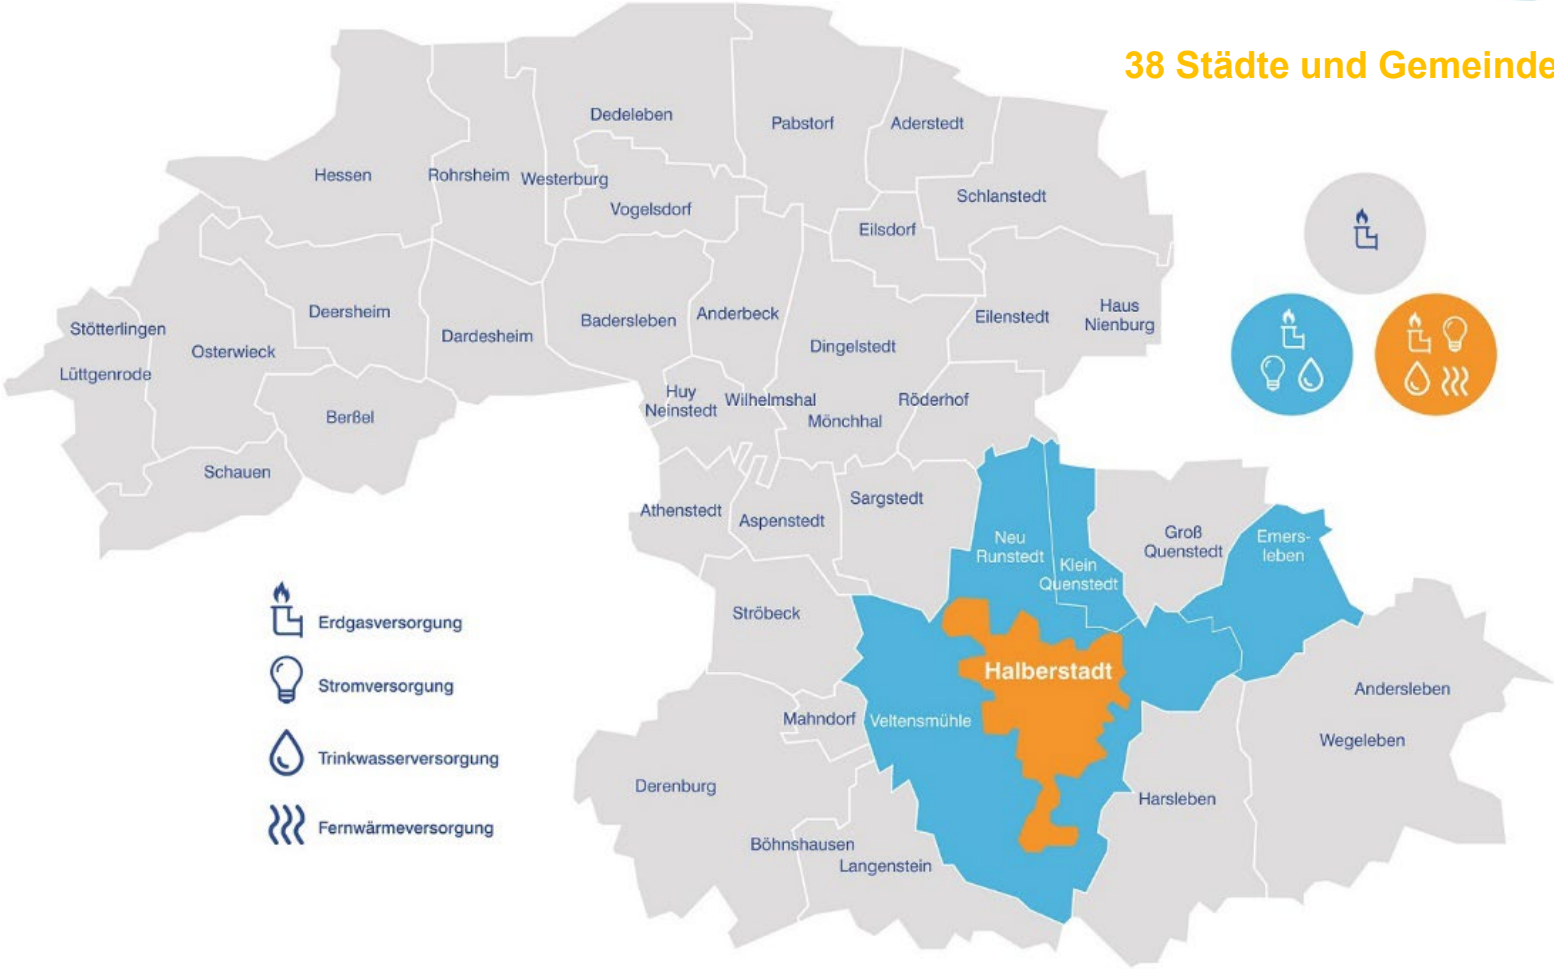 38 Städte und Gemeinde
Dedeleben
Pabstorf
Aderstedt
Hessen
Rohrsheim
Westerburg
Vogelsdorf
Schlanstedt
Eilsdorf
Stötterlingen
Deersheim
Dardesheim
Badersleben
Anderbeck
Eilenstedt
Haus
Nienburg
Osterwieck
Dingelstedt
Lüttgenrode
Berßel
Huy
Neinstedt
Wilhelmshal
Mönchhal
Röderhof
Schauen
Athenstedt
Aspenstedt
Sargstedt
Neu
Runstedt
Klein
Quenstedt
Groß
Quenstedt
Emers-
leben
Ströbeck
Halberstadt
Mahndorf
Veltensmühle
Andersleben
Wegeleben
Derenburg
Harsleben
Böhnshausen
Langenstein
Erdgasversorgung
Stromversorgung
Trinkwasserversorgung
Fernwärmeversorgung